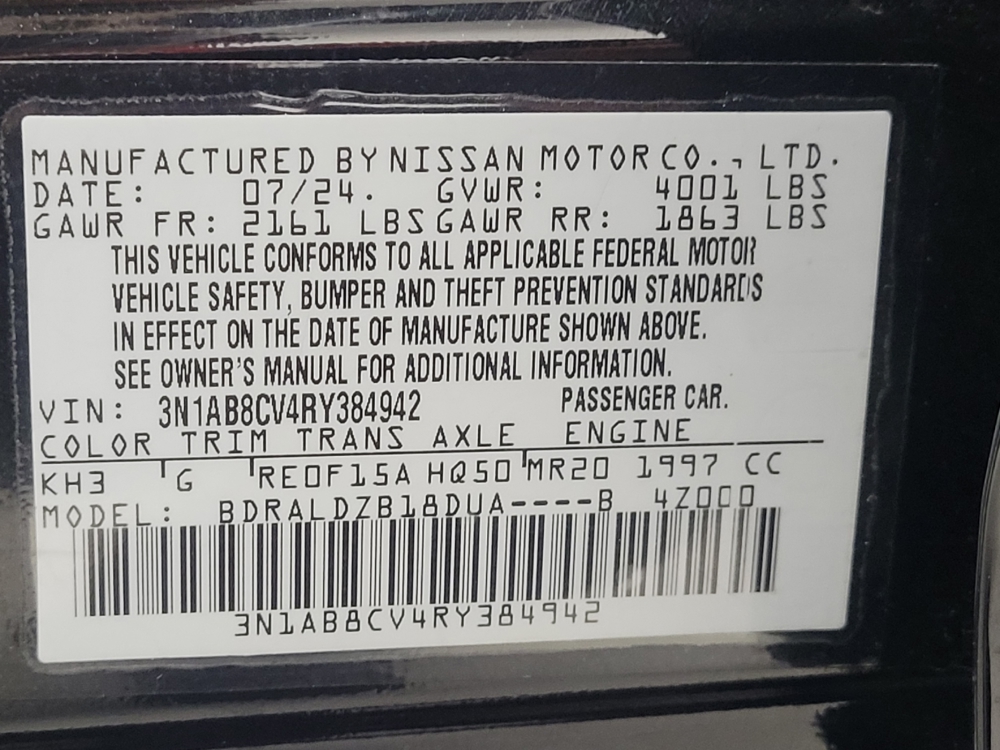 MANUFACTURED BY NISSAN MOTOR CO., LTD.
DATE: 07/24. GVWR: 4001 LBS
GAWR FR: 2161 LBS GAWR RR: 1863 LBS
THIS VEHICLE CONFORMS TO ALL APPLICABLE FEDERAL MOTOR
VEHICLE SAFETY, BUMPER AND THEFT PREVENTION STANDARDS
IN EFFECT ON THE DATE OF MANUFACTURE SHOWN ABOVE.
SEE OWNER'S MANUAL FOR ADDITIONAL INFORMATION.
VIN: 3N1AB8CV4RY384942 PASSENGER CAR.
COLOR TRIM TRANS AXLE ENGINE
KH3 G RE0F15A HQ50 MR20 1997 CC
MODEL: BDRALDZB18DUA----B 4Z000
3N1AB8CV4RY384942